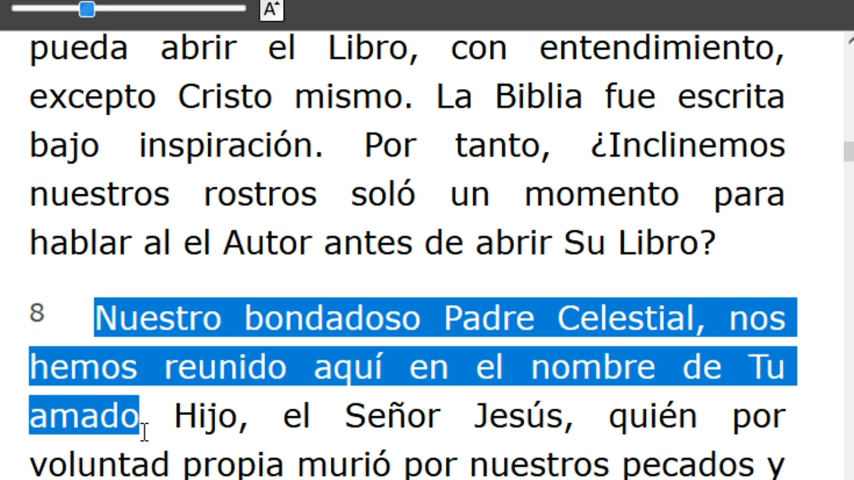 A
pueda abrir el Libro, con entendimiento,
excepto Cristo mismo. La Biblia fue escrita
bajo inspiración. Por tanto, ¿Inclinemos
nuestros rostros soló un momento para
hablar al el Autor antes de abrir Su Libro?
8 Nuestro bondadoso Padre Celestial, nos
hemos reunido aquí en el nombre de Tu
amado Hijo, el Señor Jesús, quién por
voluntad propia murió por nuestros pecados y